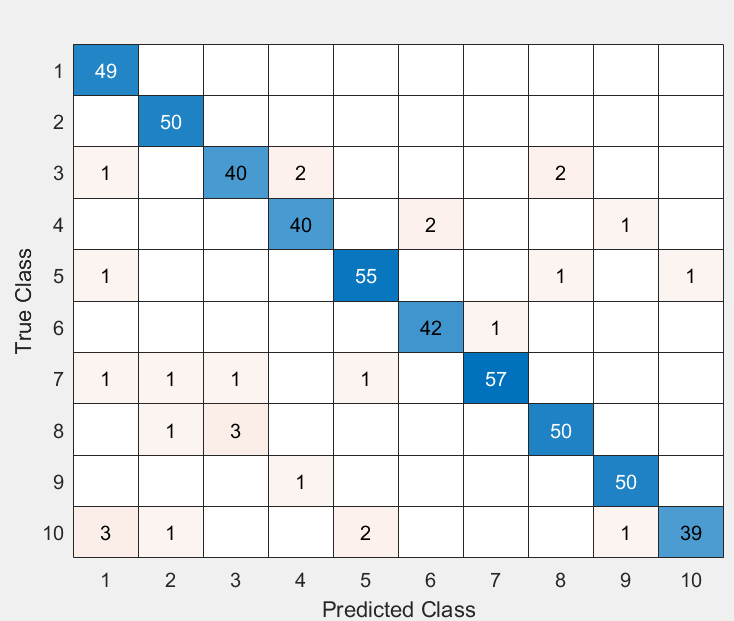 1 49
2 50
3 1 40 2 2
4 40 2 1
5 1 55 1 1
6 42 1
7 1 1 1 1 57
8 1 3 50
9 1 50
10 3 1 2 1 39
1 2 3 4 5 6 7 8 9 10
Predicted Class
True Class